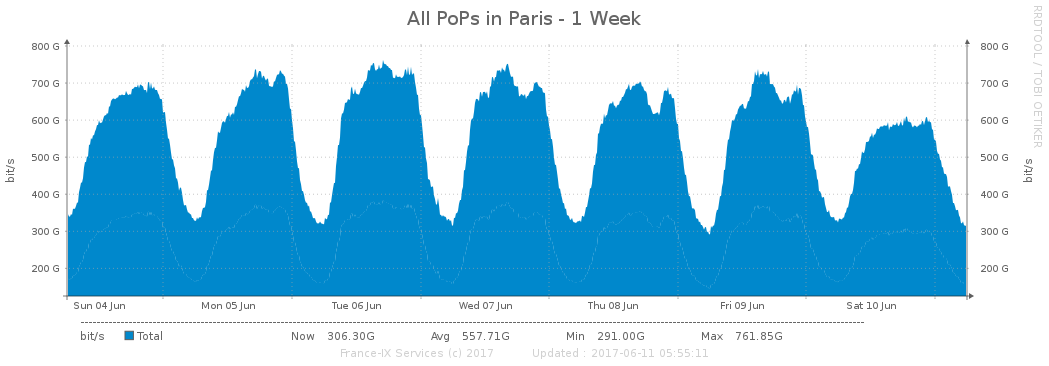 All PoPs in Paris - 1 Week
RRDTOOL / TOBI OETIKER
bit/s
800 G
700 G
600 G
500 G
400 G
300 G
200 G
800 G
700 G
600 G
500 G
400 G
300 G
200 G
bit/s
Sun 04 Jun Mon 05 Jun Tue 06 Jun Wed 07 Jun Thu 08 Jun Fri 09 Jun Sat 10 Jun
bit/s Total Now 306.30G Avg 557.71G Min 291.00G Max 761.85G
France-IX Services (c) 2017 Updated : 2017-06-11 05:55:11